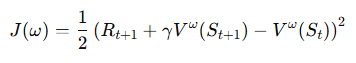 J(ω) = 1/2 (R_{t+1} + γV^ω(S_{t+1}) − V^ω(S_t))^2